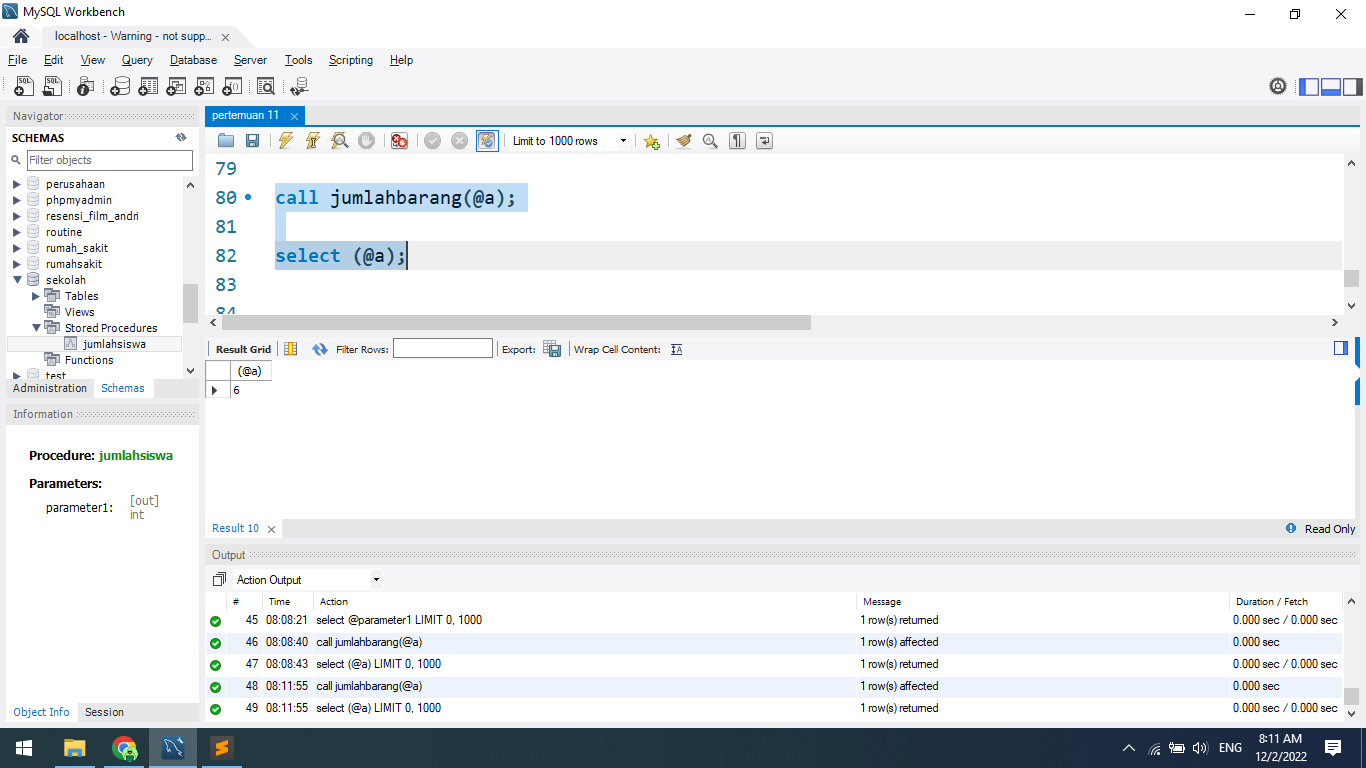 MySQL Workbench
localhost - Warning - not supp...
File Edit View Query Database Server Tools Scripting Help
Navigator
SCHEMAS
Filter objects
perusahaan
phpmyadmin
resensi_film_andri
routine
rumah_sakit
rumahsakit
sekolah
Tables
Views
Stored Procedures
jumlahsiswa
Functions
test
Administration Schemas
Information
Procedure: jumlahsiswa
Parameters:
parameter1: [out]
int
Object Info Session
pertemuan 11
Limit to 1000 rows
79
80 call jumlahbarang(@a);
81
82 select (@a);
83
84
Result Grid Filter Rows: Export: Wrap Cell Content:
(@a)
6
Result 10 Read Only
Output
Action Output
# Time Action Message Duration / Fetch
45 08:08:21 select @parameter1 LIMIT 0, 1000 1 row(s) returned 0.000 sec / 0.000 sec
46 08:08:40 call jumlahbarang(@a) 1 row(s) affected 0.000 sec
47 08:08:43 select (@a) LIMIT 0, 1000 1 row(s) returned 0.000 sec / 0.000 sec
48 08:11:55 call jumlahbarang(@a) 1 row(s) affected 0.000 sec
49 08:11:55 select (@a) LIMIT 0, 1000 1 row(s) returned 0.000 sec / 0.000 sec
ENG
8:11 AM
12/2/2022